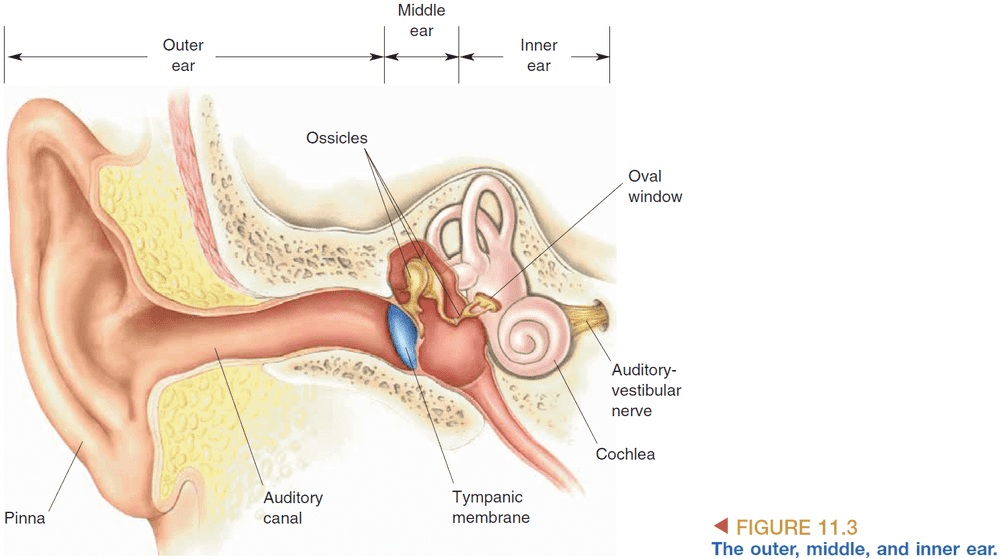 Middle
ear
Outer
ear
Inner
ear
Ossicles
Oval
window
Auditory-
vestibular
nerve
Cochlea
Tympanic
membrane
Auditory
canal
Pinna
◀ FIGURE 11.3
The outer, middle, and inner ear.